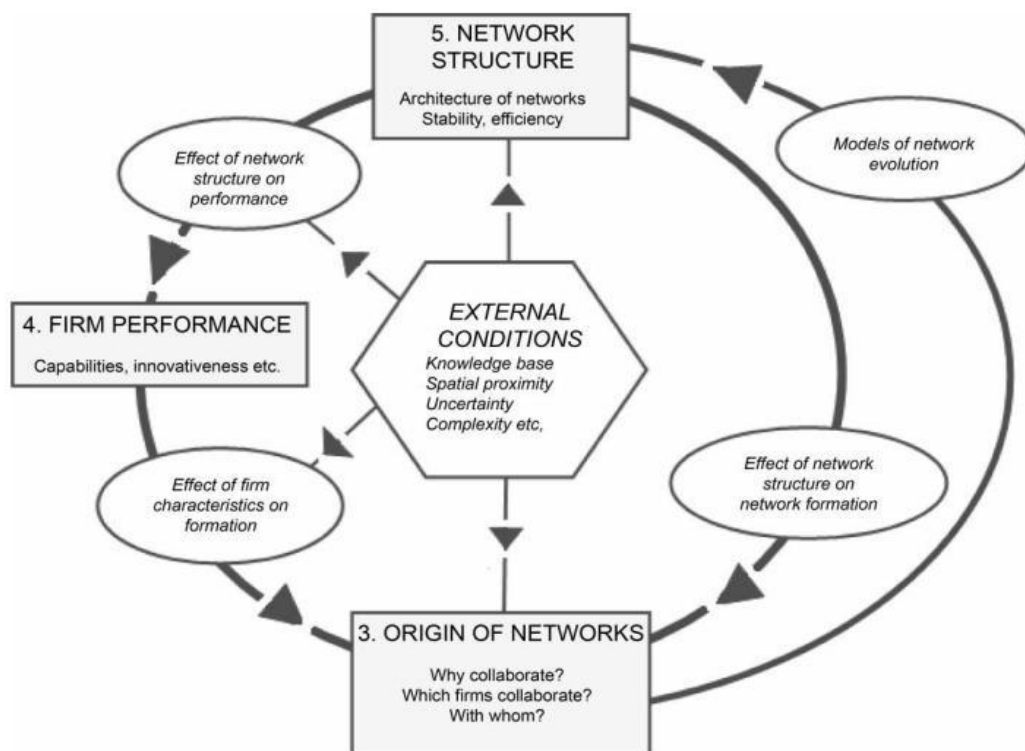 5. NETWORK
STRUCTURE
Architecture of networks
Stability, efficiency
Effect of network
structure on
performance
Models of network
evolution
4. FIRM PERFORMANCE
Capabilities, innovativeness etc.
EXTERNAL
CONDITIONS
Knowledge base
Spatial proximity
Uncertainty
Complexity etc,
Effect of firm
characteristics on
formation
Effect of network
structure on
network formation
3. ORIGIN OF NETWORKS
Why collaborate?
Which firms collaborate?
With whom?